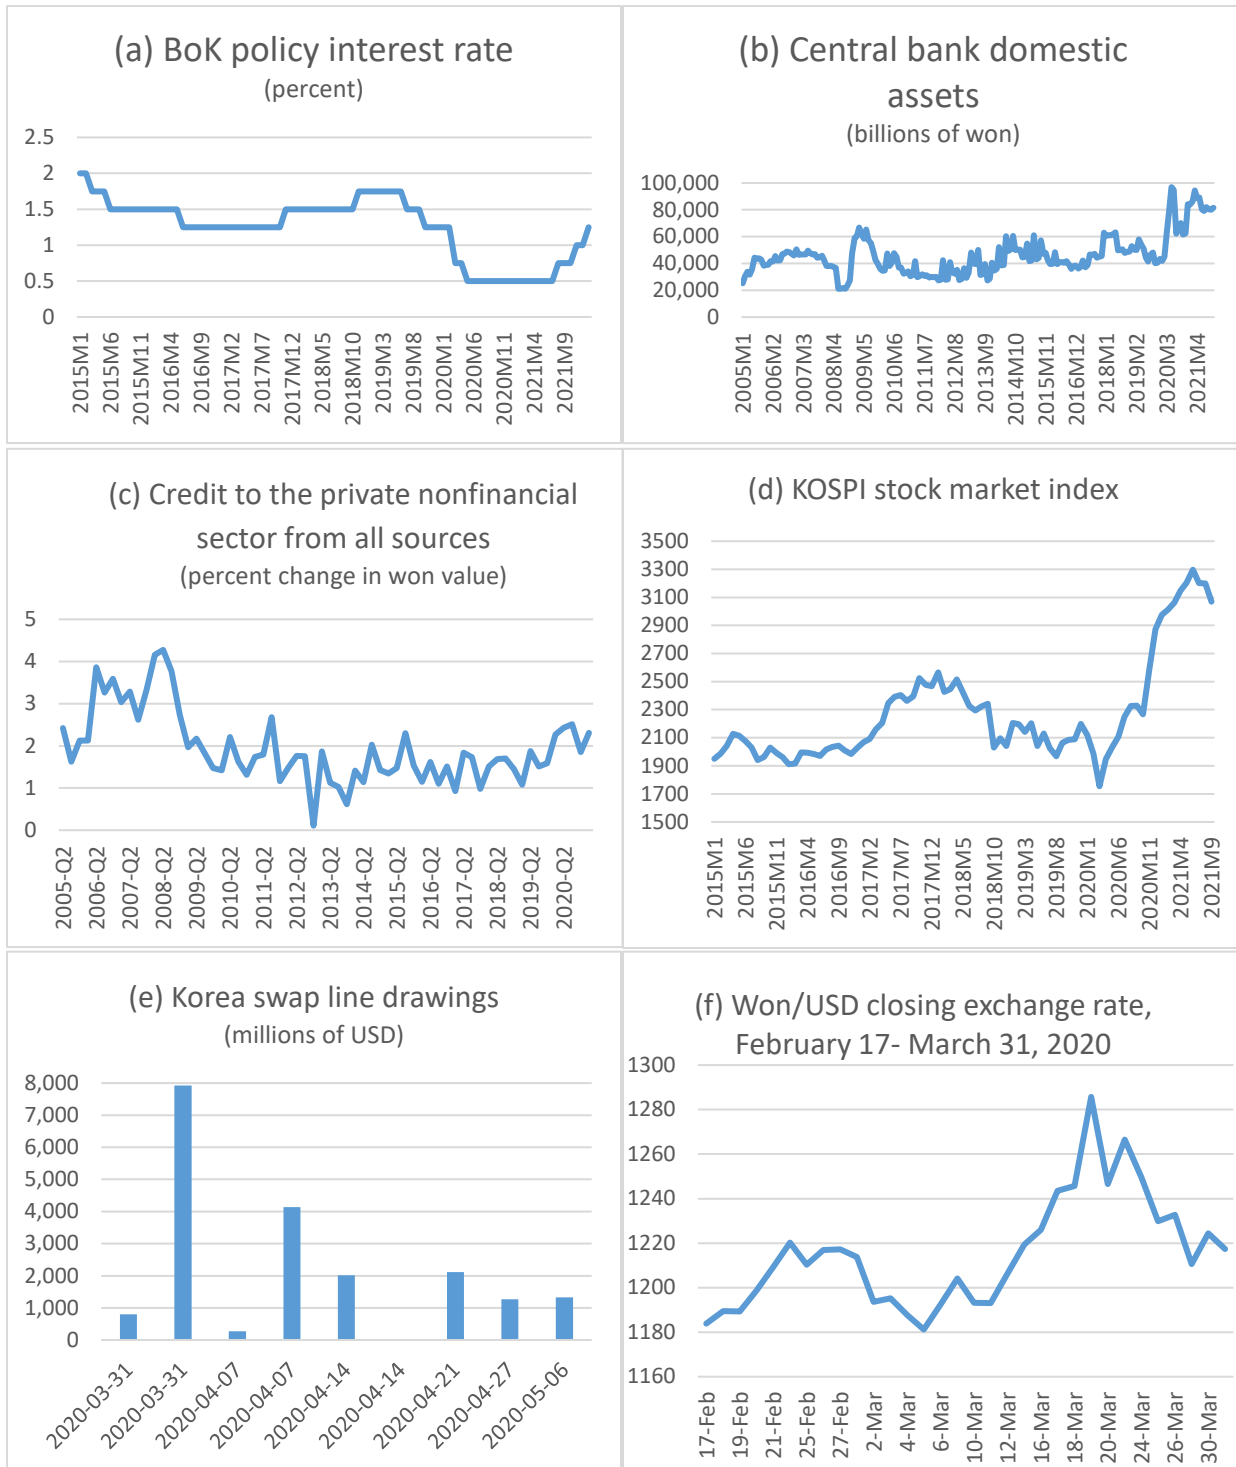 (a) BoK policy interest rate
(percent)
2.5
2
1.5
1
0.5
0
2015M1
2015M6
2015M11
2016M4
2016M9
2017M2
2017M7
2017M12
2018M5
2018M10
2019M3
2019M8
2020M1
2020M6
2020M11
2021M4
2021M9
(b) Central bank domestic
assets
(billions of won)
100,000
80,000
60,000
40,000
20,000
0
2005M1
2006M2
2007M3
2008M4
2009M5
2010M6
2011M7
2012M8
2013M9
2014M10
2015M11
2016M12
2018M1
2019M2
2020M3
2021M4
(c) Credit to the private nonfinancial
sector from all sources
(percent change in won value)
5
4
3
2
1
0
2005-Q2
2006-Q2
2007-Q2
2008-Q2
2009-Q2
2010-Q2
2011-Q2
2012-Q2
2013-Q2
2014-Q2
2015-Q2
2016-Q2
2017-Q2
2018-Q2
2019-Q2
2020-Q2
(d) KOSPI stock market index
3500
3300
3100
2900
2700
2500
2300
2100
1900
1700
1500
2015M1
2015M6
2015M11
2016M4
2016M9
2017M2
2017M7
2017M12
2018M5
2018M10
2019M3
2019M8
2020M1
2020M6
2020M11
2021M4
2021M9
(e) Korea swap line drawings
(millions of USD)
8,000
7,000
6,000
5,000
4,000
3,000
2,000
1,000
0
2020-03-31
2020-03-31
2020-04-07
2020-04-07
2020-04-14
2020-04-14
2020-04-21
2020-04-27
2020-05-06
(f) Won/USD closing exchange rate,
February 17- March 31, 2020
1300
1280
1260
1240
1220
1200
1180
1160
17-Feb
19-Feb
21-Feb
25-Feb
27-Feb
2-Mar
4-Mar
6-Mar
10-Mar
12-Mar
16-Mar
18-Mar
20-Mar
24-Mar
26-Mar
30-Mar